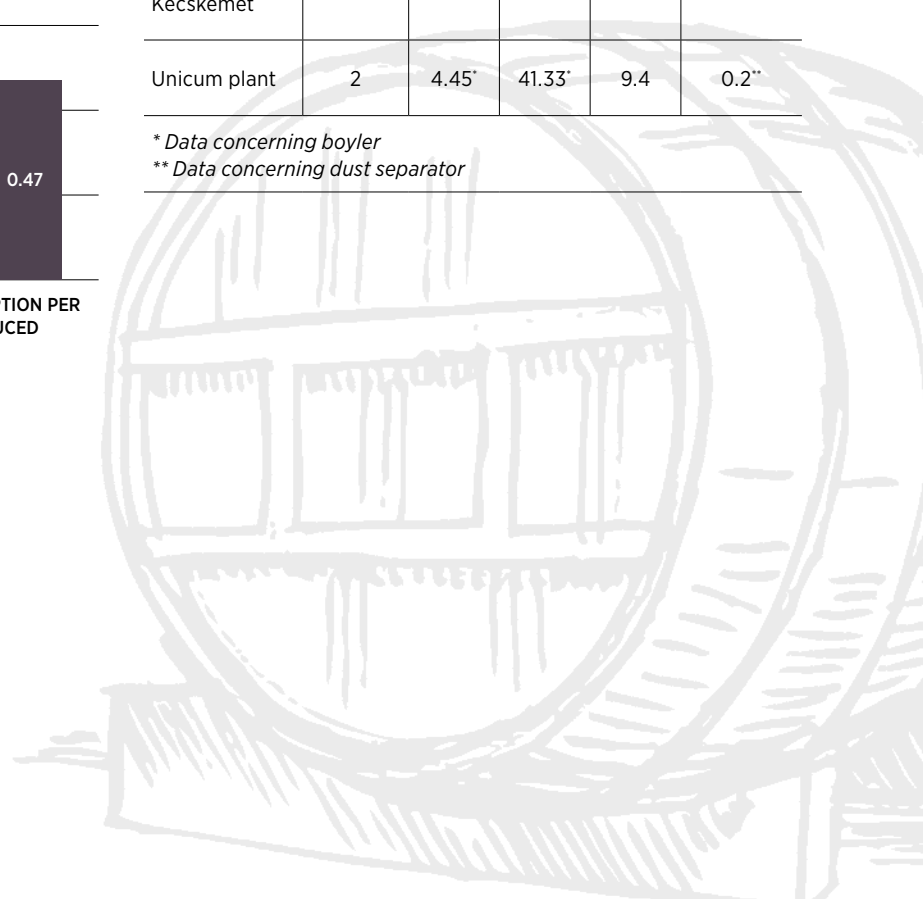 Kecskemét
Unicum plant 2 4.45* 41.33* 9.4 0.2**
* Data concerning boyler
** Data concerning dust separator
0.47
TION PER
CED